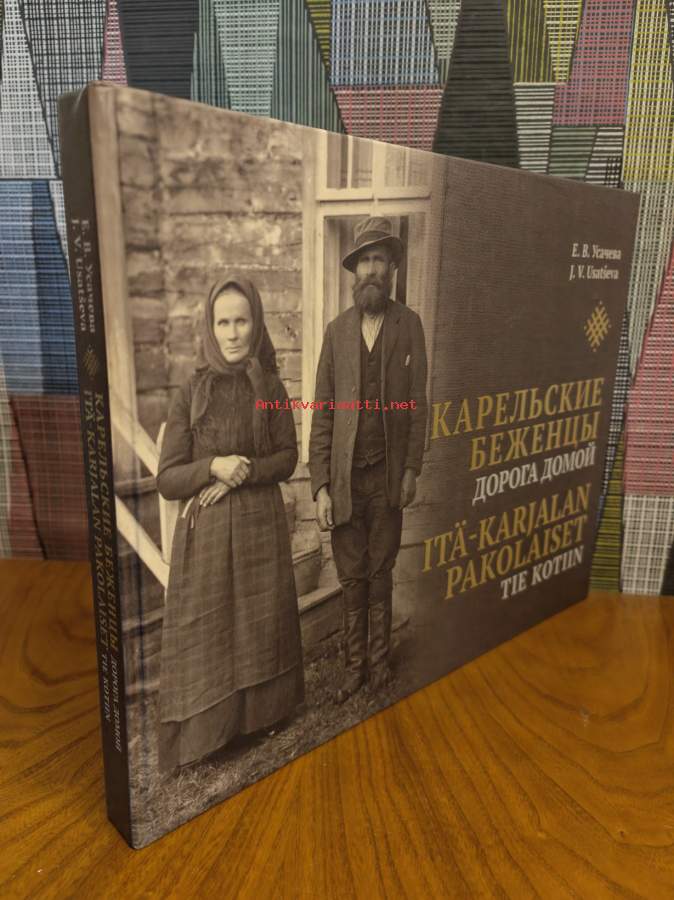 Е. В. Усачева
J. V. Usatševa
КАРЕЛЬСКИЕ
БЕЖЕНЦЫ
ДОРОГА ДОМОЙ
ITÄ-KARJALAN
PAKOLAISET
TIE KOTIIN
Е. В. Усачева
J. V. Usatševa
КАРЕЛЬСКИЕ БЕЖЕНЦЫ ДОРОГА ДОМОЙ
ITÄ-KARJALAN PAKOLAISET TIE KOTIIN
Antikvariaatti.net